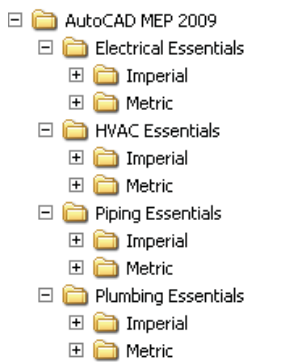 AutoCAD MEP 2009
Electrical Essentials
Imperial
Metric
HVAC Essentials
Imperial
Metric
Piping Essentials
Imperial
Metric
Plumbing Essentials
Imperial
Metric